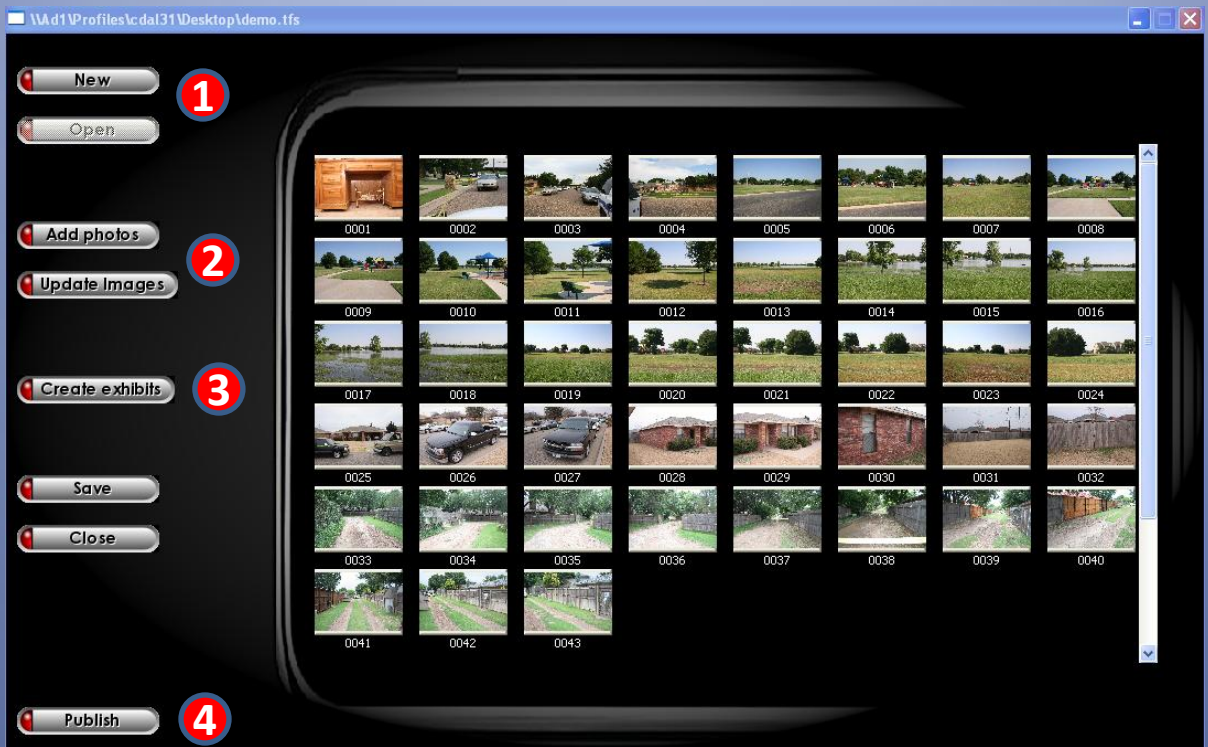 \\Ad1\Profiles\cdal31\Desktop\demo.tfs
New
1
Open
Add photos
2
Update Images
Create exhibits
3
Save
Close
Publish
4
0001 0002 0003 0004 0005 0006 0007 0008
0009 0010 0011 0012 0013 0014 0015 0016
0017 0018 0019 0020 0021 0022 0023 0024
0025 0026 0027 0028 0029 0030 0031 0032
0033 0034 0035 0036 0037 0038 0039 0040
0041 0042 0043